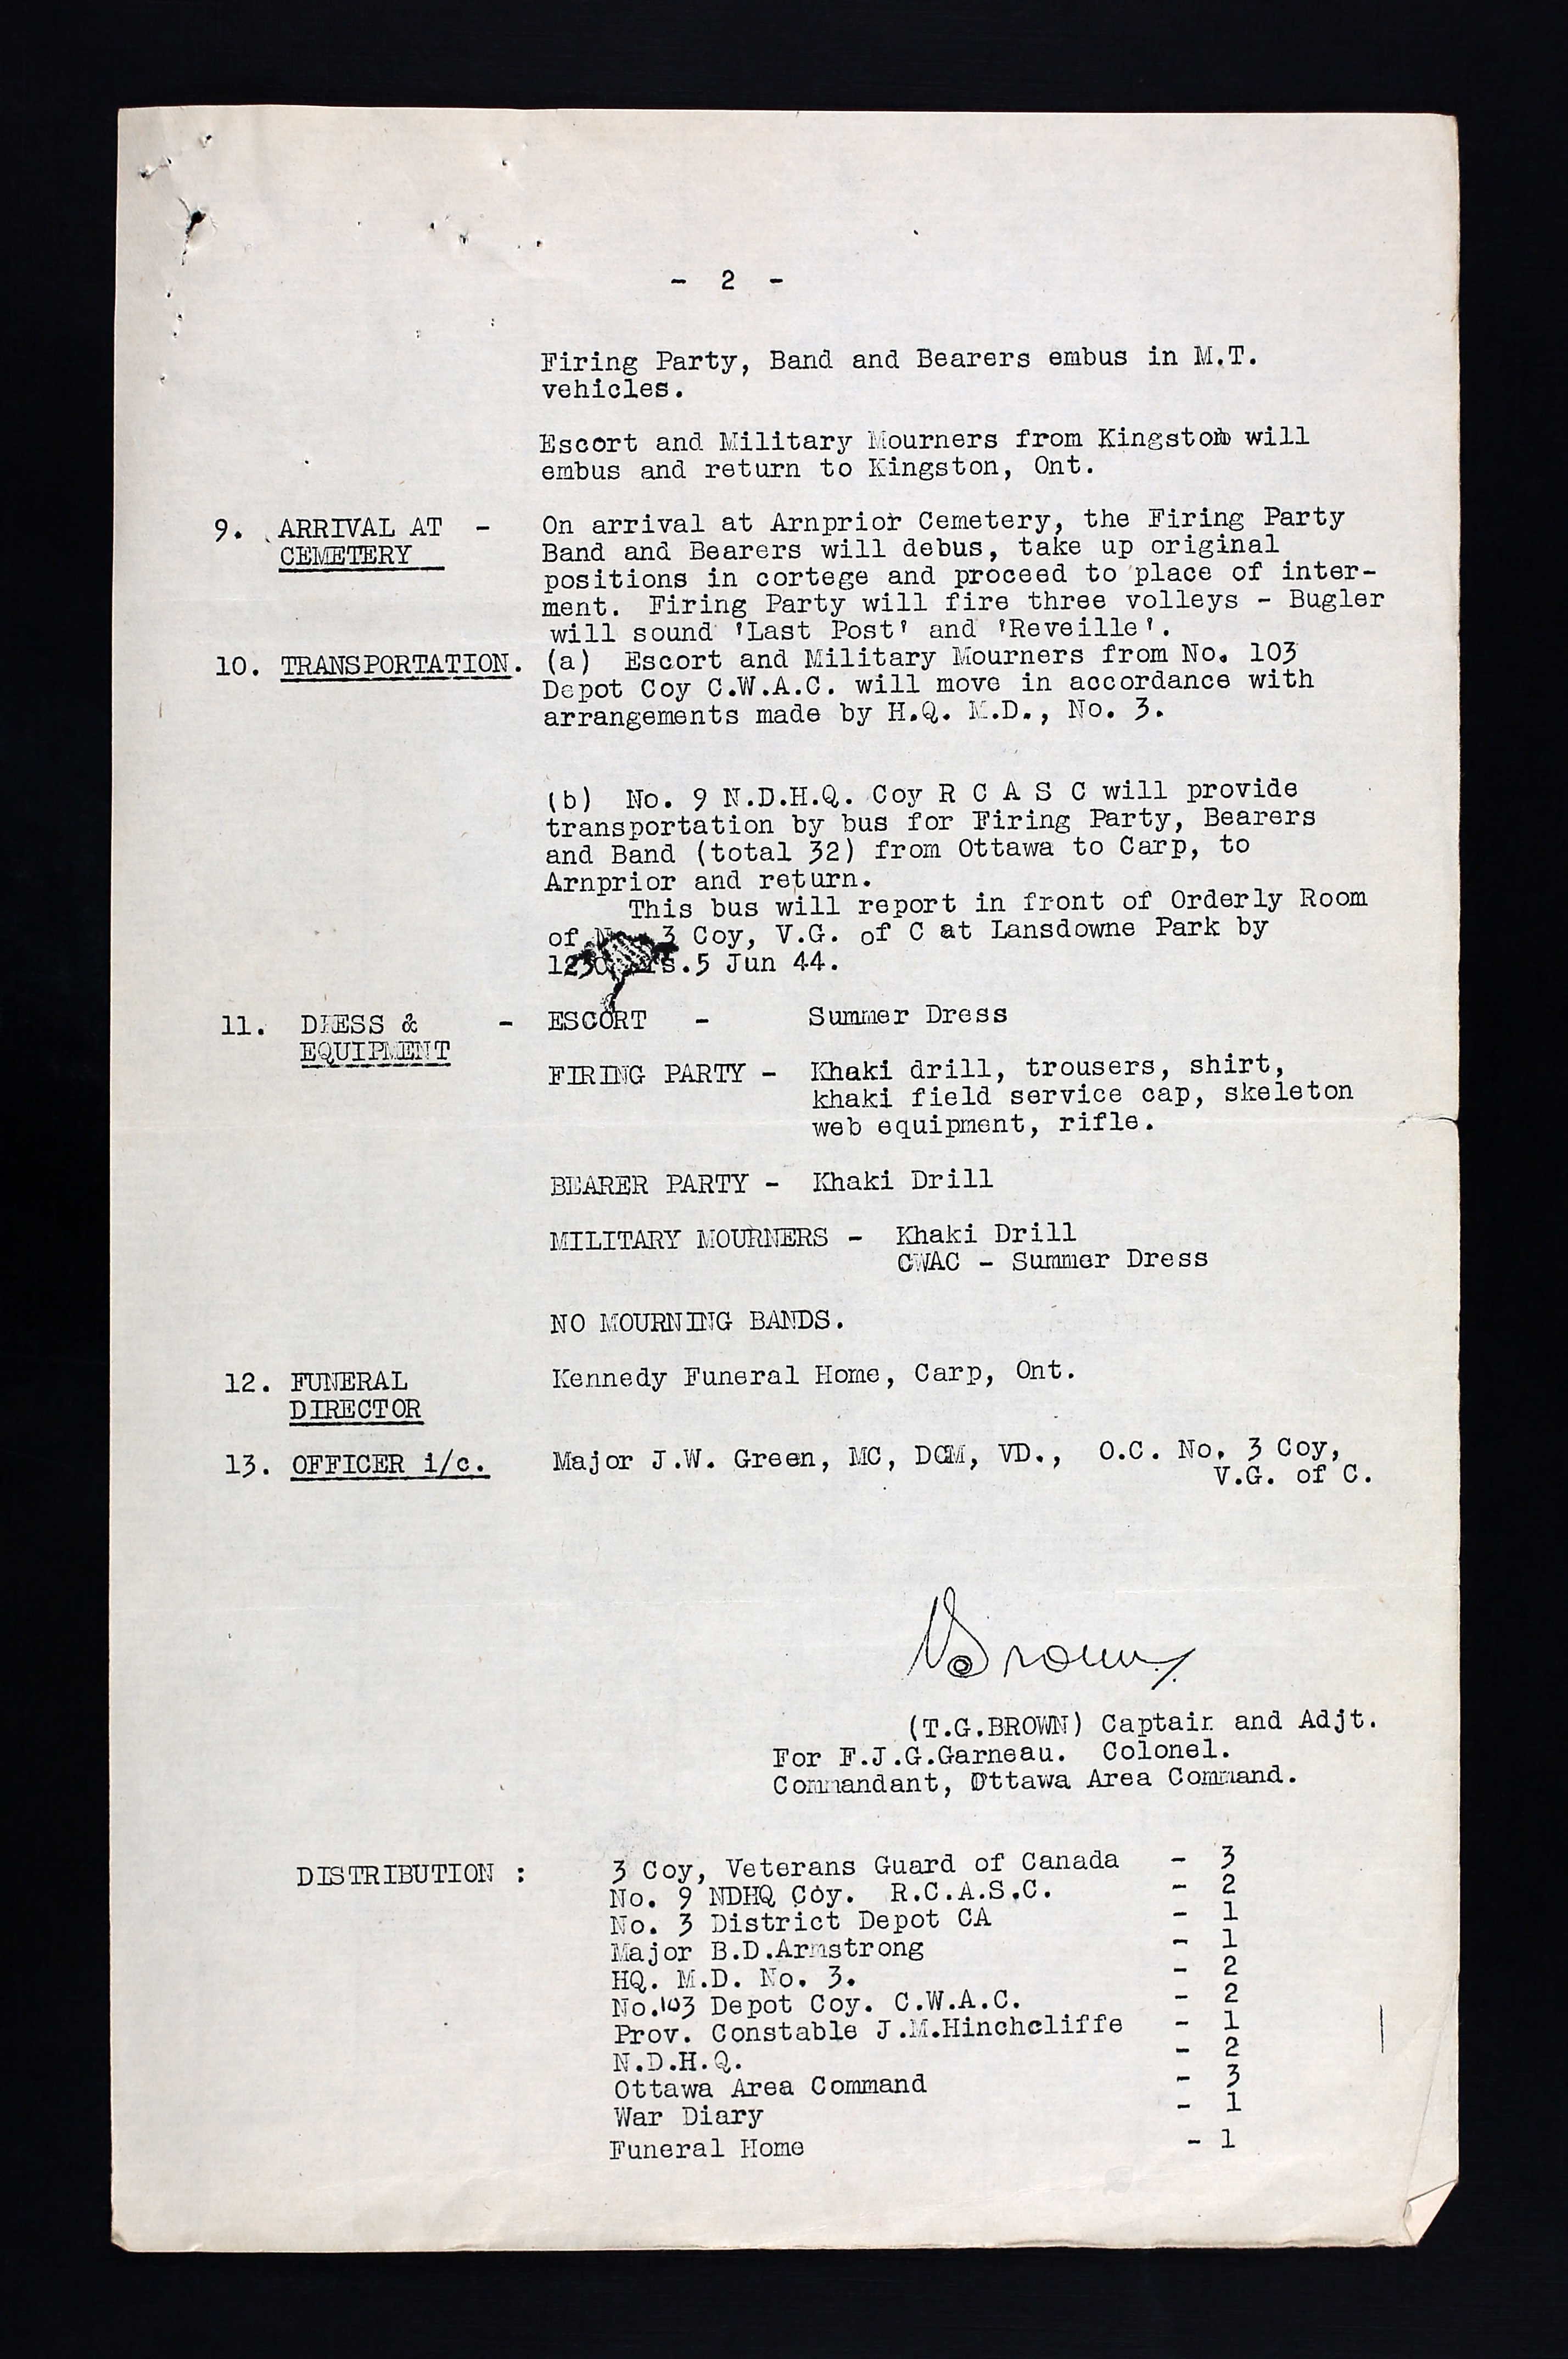 - 2 -
Firing Party, Band and Bearers embus in M.T.
vehicles.
Escort and Military Mourners from Kingston will
embus and return to Kingston, Ont.
9. ARRIVAL AT - On arrival at Arnprior Cemetery, the Firing Party
CEMETERY Band and Bearers will debus, take up original
positions in cortege and proceed to place of inter-
ment. Firing Party will fire three volleys - Bugler
will sound 'Last Post' and 'Reveille'.
10. TRANSPORTATION. (a) Escort and Military Mourners from No. 103
Depot Coy C.W.A.C. will move in accordance with
arrangements made by H.Q. M.D., No. 3.
(b) No. 9 N.D.H.Q. Coy R C A S C will provide
transportation by bus for Firing Party, Bearers
and Band (total 32) from Ottawa to Carp, to
Arnprior and return.
This bus will report in front of Orderly Room
of 3 Coy, V.G. of C at Lansdowne Park by
1230 5 Jun 44.
11. DRESS & - ESCORT - Summer Dress
EQUIPMENT
FIRING PARTY - Khaki drill, trousers, shirt,
khaki field service cap, skeleton
web equipment, rifle.
BEARER PARTY - Khaki Drill
MILITARY MOURNERS - Khaki Drill
CWAC - Summer Dress
NO MOURNING BANDS.
12. FUNERAL Kennedy Funeral Home, Carp, Ont.
DIRECTOR
13. OFFICER i/c. Major J.W. Green, MC, DCM, VD., O.C. No. 3 Coy,
V.G. of C.
(T.G.BROWN) Captain and Adjt.
For F.J.G.Garneau. Colonel.
Commandant, Ottawa Area Command.
DISTRIBUTION : 3 Coy, Veterans Guard of Canada - 3
No. 9 NDHQ Coy. R.C.A.S.C. - 2
No. 3 District Depot CA - 1
Major B.D.Armstrong - 1
HQ. M.D. No. 3. - 2
No.103 Depot Coy. C.W.A.C. - 2
Prov. Constable J.M.Hinchcliffe - 1
N.D.H.Q. - 2
Ottawa Area Command - 3
War Diary - 1
Funeral Home - 1